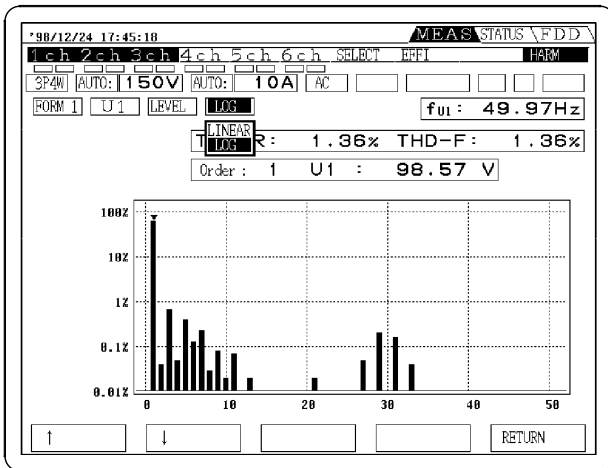 '98/12/24 17:45:18 MEAS STATUS FDD
1ch 2ch 3ch 4ch 5ch 6ch SELECT EFFI HARM
3P4W AUTO: 150V AUTO: 10A AC
FORM 1 U1 LEVEL LOG fU1: 49.97Hz
LINEAR
LOG
T R: 1.36% THD-F: 1.36%
Order: 1 U1 : 98.57 V
100%
10%
1%
0.1%
0.01%
0 10 20 30 40 50
↑ ↓ RETURN